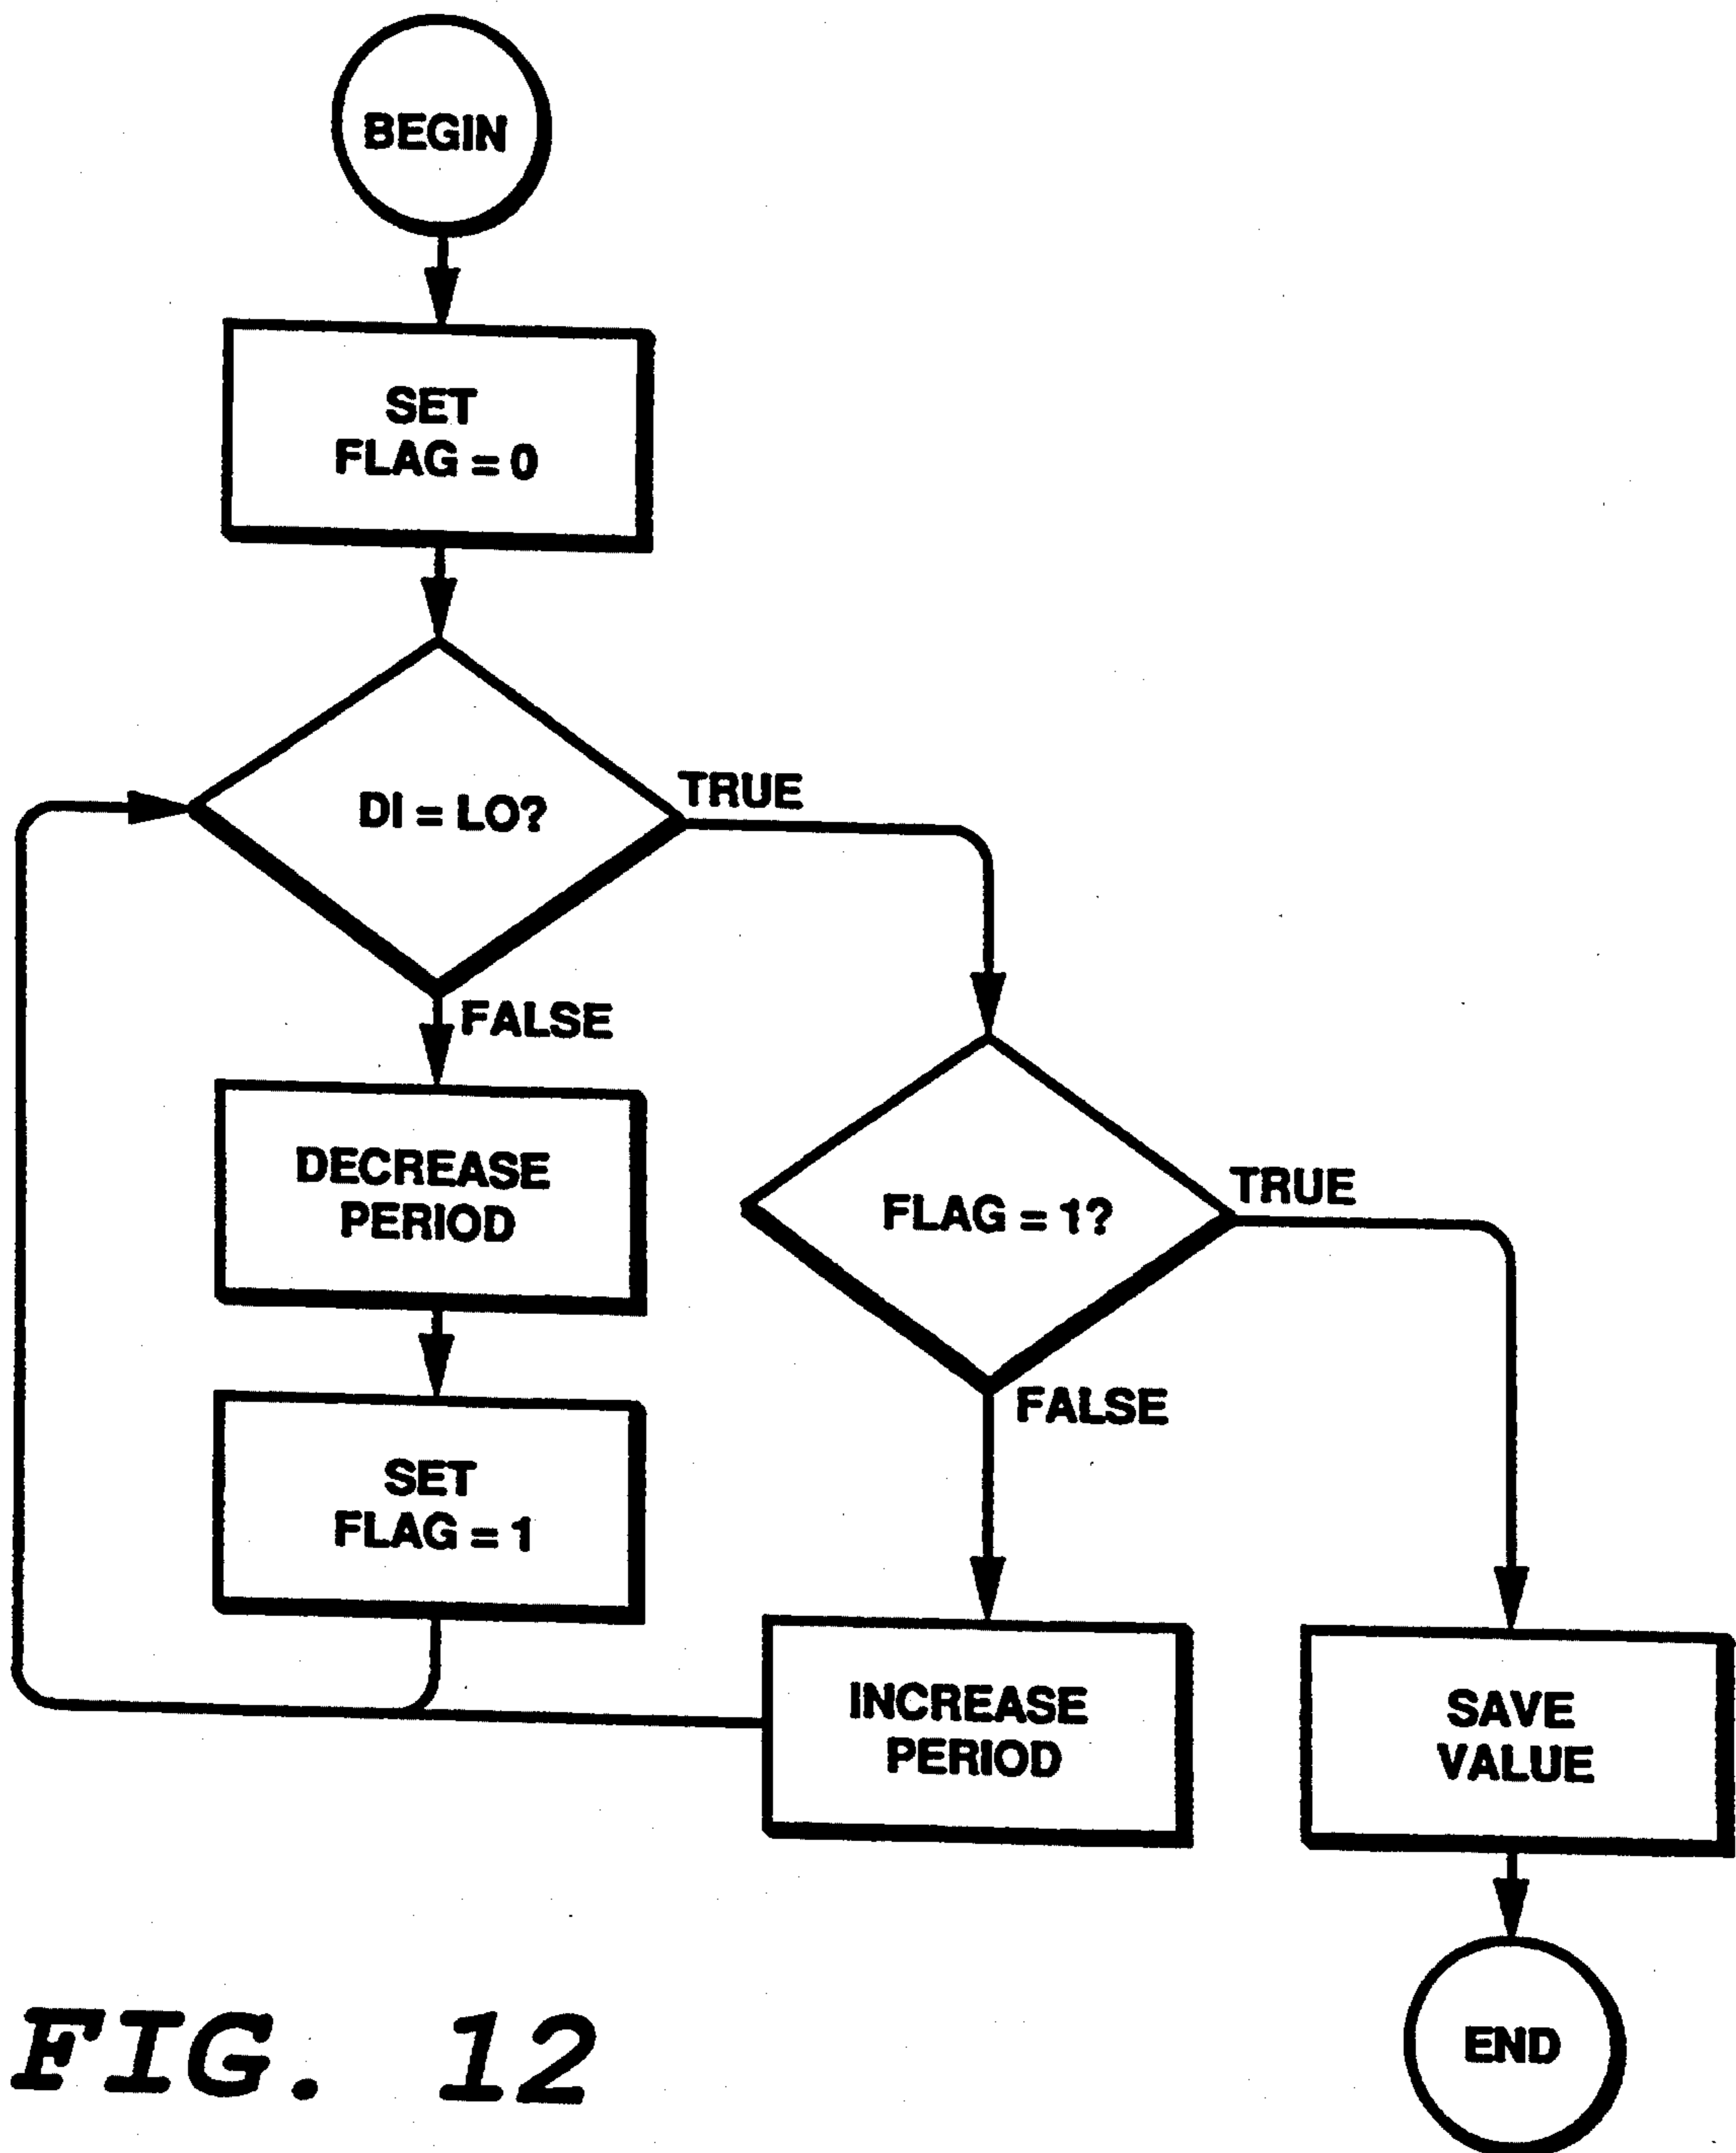 BEGIN
SET
FLAG = 0
DI = LO?
TRUE
FALSE
DECREASE
PERIOD
FLAG = 1?
TRUE
FALSE
SET
FLAG = 1
INCREASE
PERIOD
SAVE
VALUE
END
FIG. 12